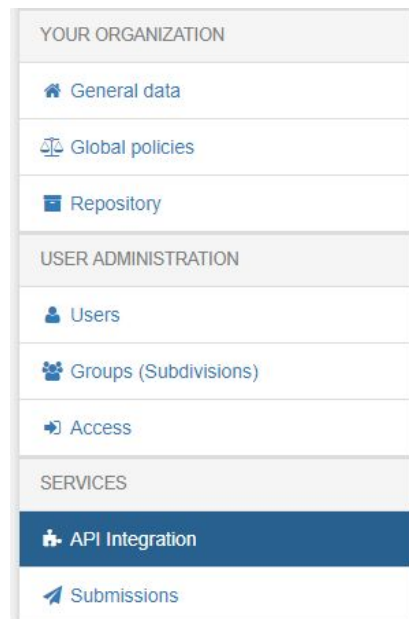 YOUR ORGANIZATION
General data
Global policies
Repository
USER ADMINISTRATION
Users
Groups (Subdivisions)
Access
SERVICES
API Integration
Submissions